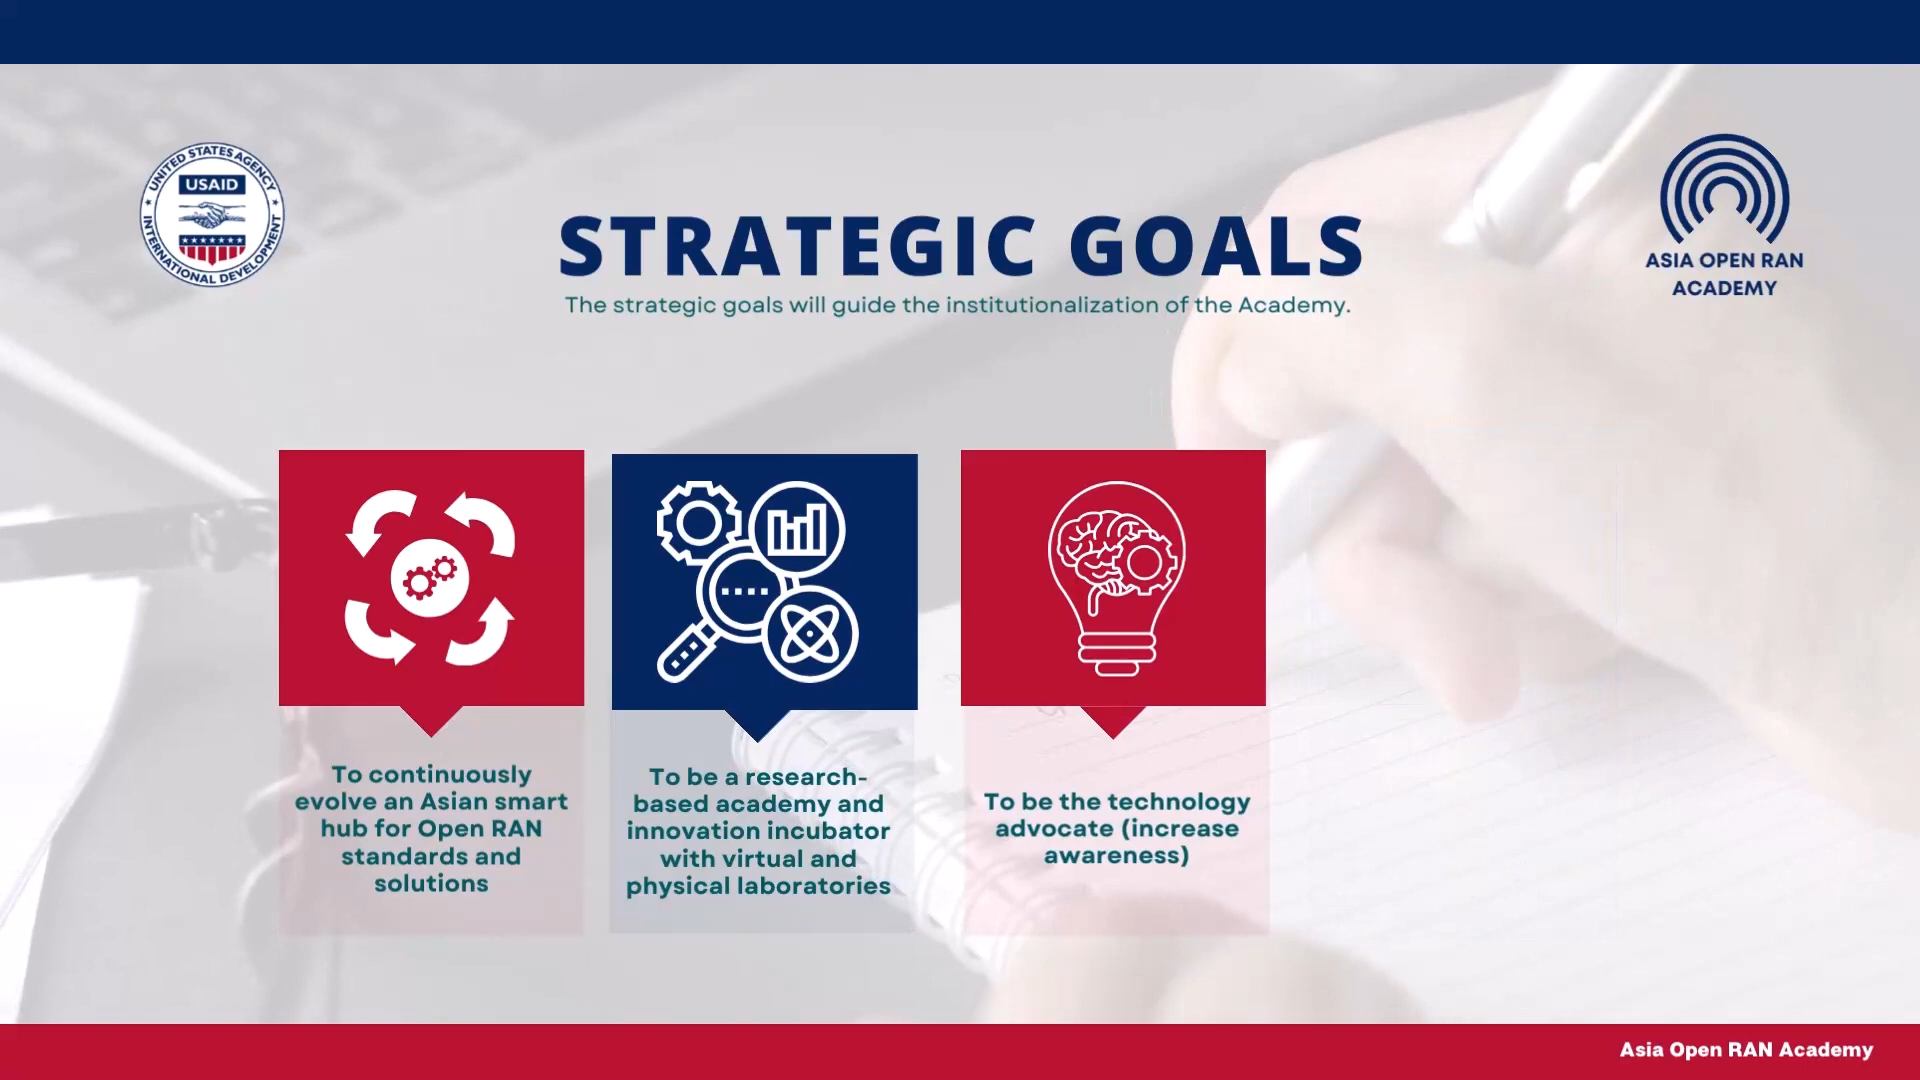 UNITED STATES AGENCY
USAID
INTERNATIONAL DEVELOPMENT
STRATEGIC GOALS
The strategic goals will guide the institutionalization of the Academy.
ASIA OPEN RAN
ACADEMY
To continuously
evolve an Asian smart
hub for Open RAN
standards and
solutions
To be a research-
based academy and
innovation incubator
with virtual and
physical laboratories
To be the technology
advocate (increase
awareness)
Asia Open RAN Academy